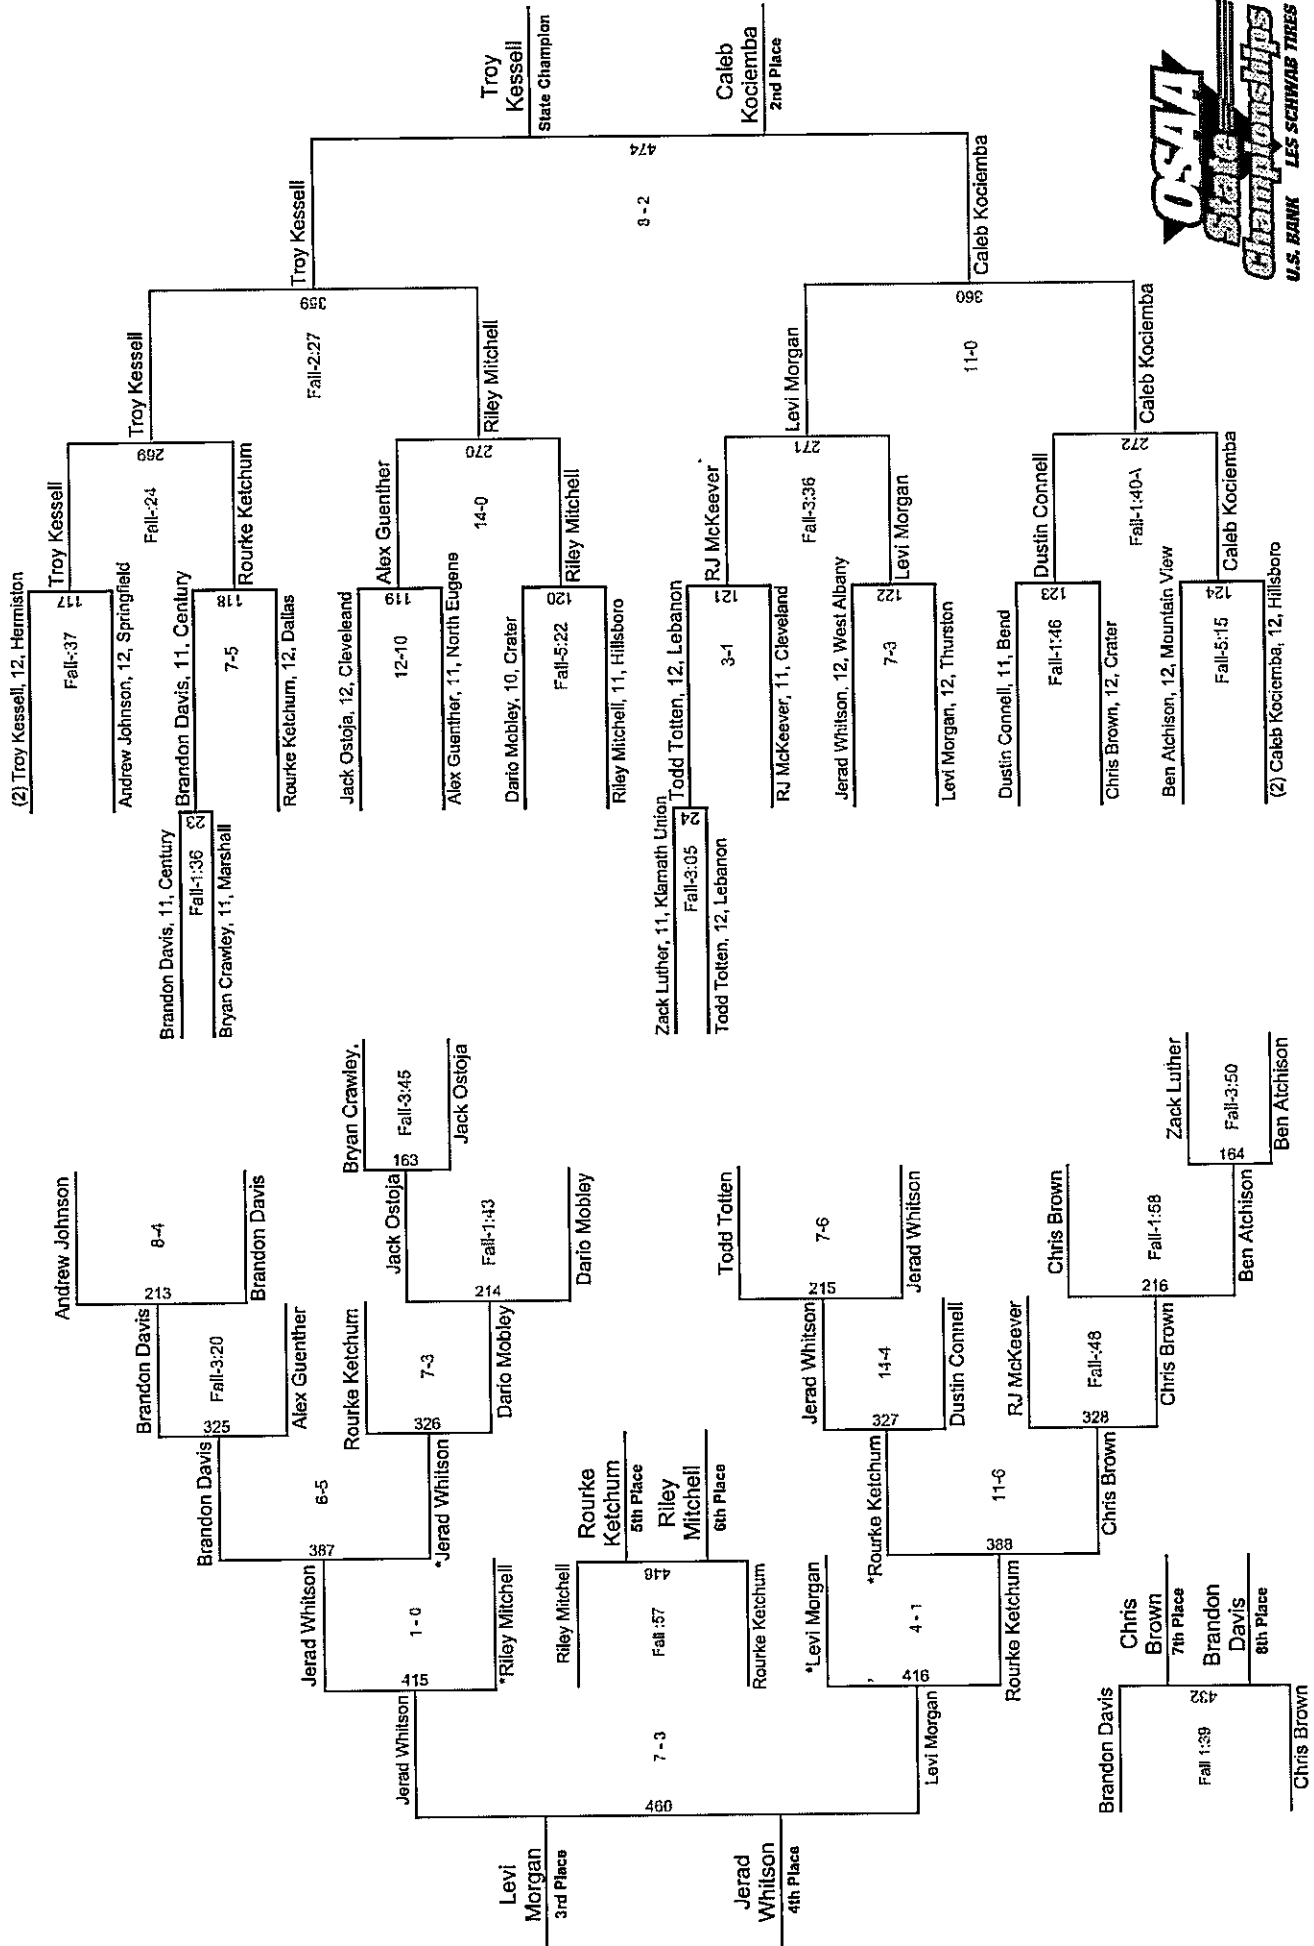 (2) Troy Kessell, 12, Hermiston
Fall-:37
117
Andrew Johnson, 12, Springfield
Troy Kessell
Brandon Davis, 11, Century
Fall-1:36
23
Bryan Crawley, 11, Marshall
Brandon Davis, 11, Century
7-5
118
Rourke Ketchum, 12, Dallas
Rourke Ketchum
Fall-:24
269
Troy Kessell
Jack Ostoja, 12, Cleveleand
12-10
119
Alex Guenther, 11, North Eugene
Alex Guenther
Dario Mobley, 10, Crater
Fall-5:22
120
Riley Mitchell, 11, Hillsboro
Riley Mitchell
14-0
270
Riley Mitchell
Fall-2:27
359
Troy Kessell
Zack Luther, 11, Klamath Union
Fall-3:05
24
Todd Totten, 12, Lebanon
Todd Totten, 12, Lebanon
3-1
121
RJ McKeever, 11, Cleveland
RJ McKeever
Jerad Whitson, 12, West Albany
7-3
122
Levi Morgan, 12, Thurston
Levi Morgan
Fall-3:36
271
Levi Morgan
Dustin Connell, 11, Bend
Fall-1:46
123
Chris Brown, 12, Crater
Dustin Connell
Ben Atchison, 12, Mountain View
Fall-5:15
124
(2) Caleb Kociemba, 12, Hillsboro
Caleb Kociemba
Fall-1:40-\
272
Caleb Kociemba
11-0
360
Caleb Kociemba
8 - 2
474
Troy
Kessell
State Champion
Caleb
Kociemba
2nd Place
Andrew Johnson
8-4
213
Brandon Davis
Brandon Davis
Fall-3:20
325
Alex Guenther
Brandon Davis
Bryan Crawley,
Fall-3:45
163
Jack Ostoja
Jack Ostoja
Fall-1:43
214
Dario Mobley
Rourke Ketchum
7-3
326
Dario Mobley
*Jerad Whitson
6-5
387
Jerad Whitson
1 - 0
415
*Riley Mitchell
Jerad Whitson
Todd Totten
7-6
215
Jerad Whitson
Jerad Whitson
14-4
327
Dustin Connell
*Rourke Ketchum
Zack Luther
Fall-3:50
164
Ben Atchison
Chris Brown
Fall-1:58
216
Ben Atchison
RJ McKeever
Fall-:48
328
Chris Brown
Chris Brown
11-6
388
Rourke Ketchum
*Levi Morgan
4 - 1
416
Levi Morgan
7 - 3
460
Levi
Morgan
3rd Place
Jerad
Whitson
4th Place
Riley Mitchell
Fall :57
446
Rourke Ketchum
Rourke
Ketchum
5th Place
Riley
Mitchell
6th Place
Brandon Davis
Fall 1:39
432
Chris Brown
Chris
Brown
7th Place
Brandon
Davis
8th Place
OSAA
State
Championships
U.S. BANK LES SCHWAB TIRES